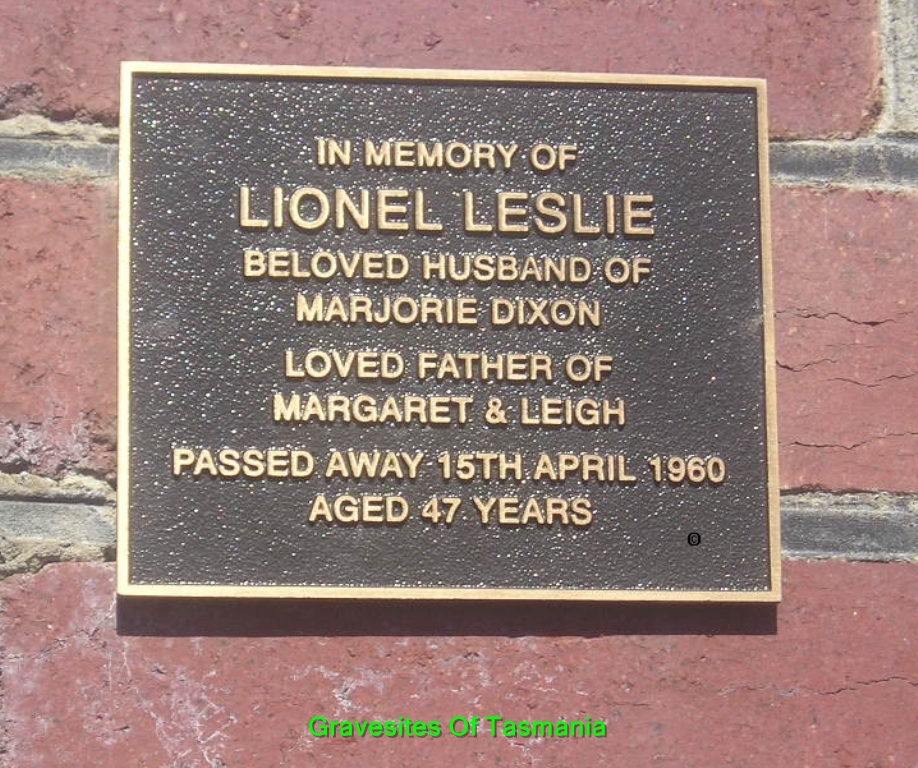 IN MEMORY OF
LIONEL LESLIE
BELOVED HUSBAND OF
MARJORIE DIXON
LOVED FATHER OF
MARGARET & LEIGH
PASSED AWAY 15TH APRIL 1960
AGED 47 YEARS
©
Gravesites Of Tasmania